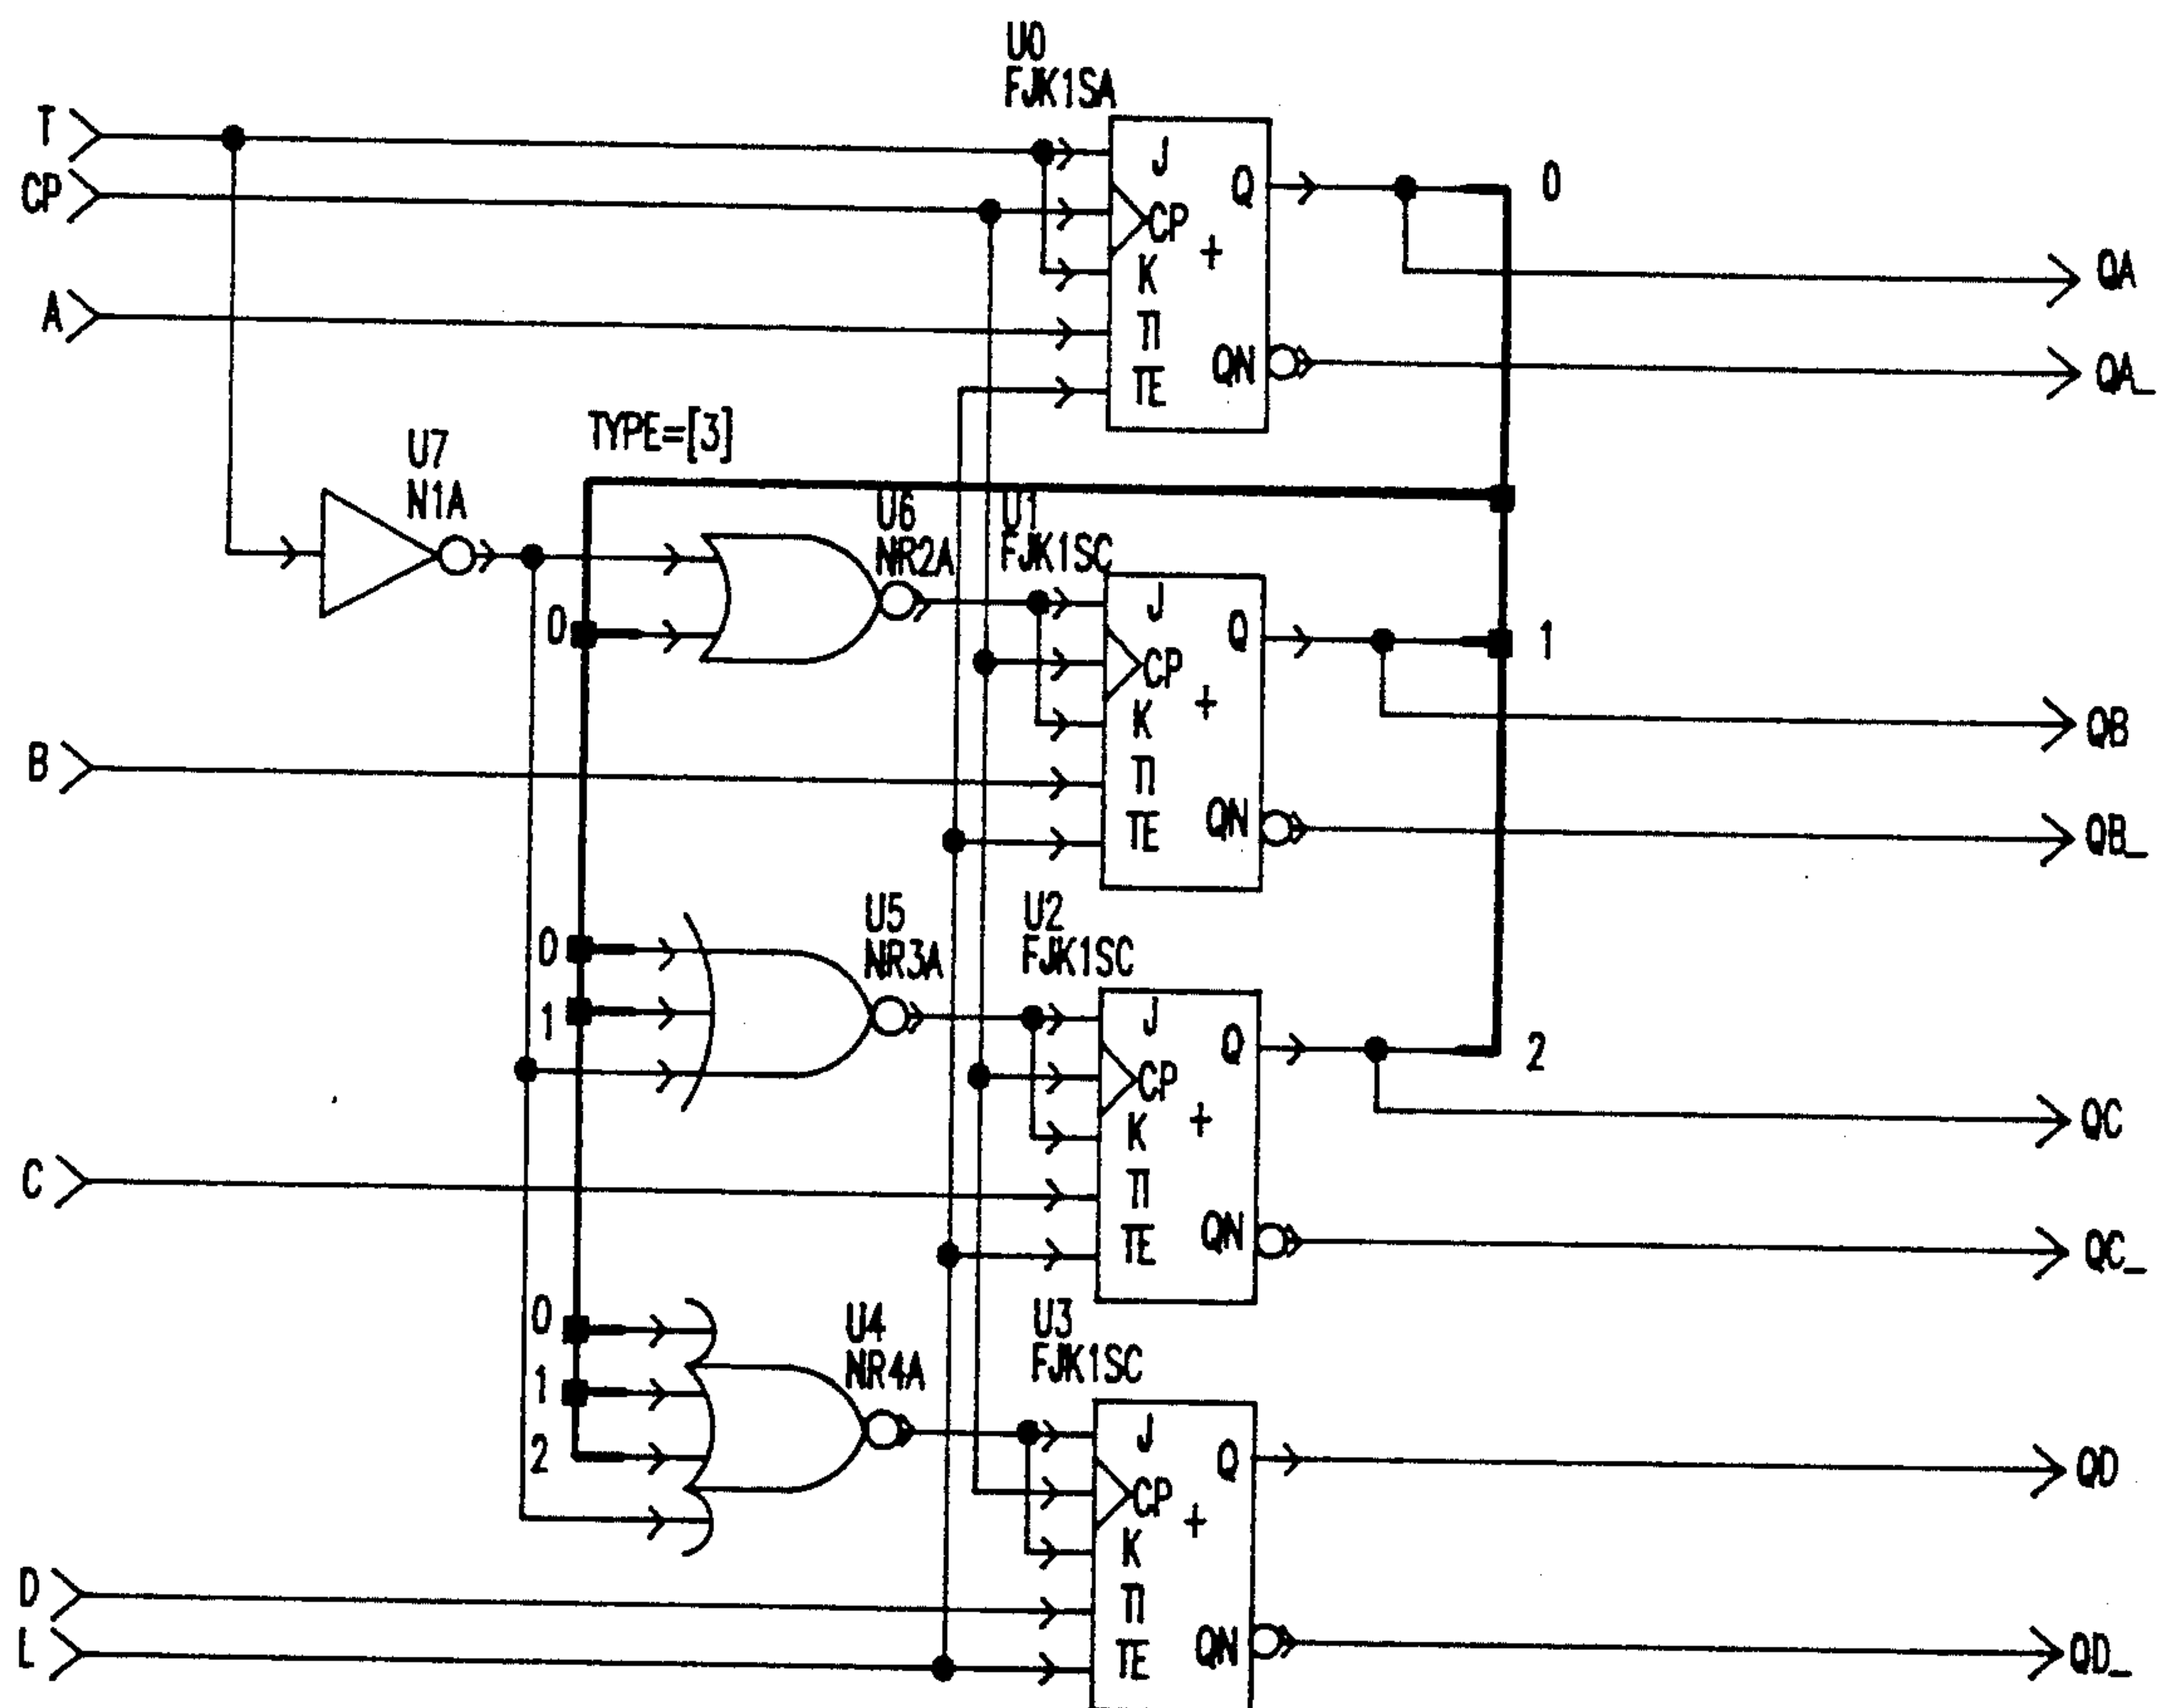 U0
FJK1SA
T
CP
A
J
CP
K
TI
TE
Q
+
QN
0
QA
QA_
TYPE=[3]
U7
N1A
U6
NR2A
U1
FJK1SC
0
J
CP
K
TI
TE
Q
+
QN
1
QB
QB_
B
U5
NR3A
U2
FJK1SC
0
1
J
CP
K
TI
TE
Q
+
QN
2
QC
QC_
C
U4
NR4A
U3
FJK1SC
0
1
2
J
CP
K
TI
TE
Q
+
QN
QD
QD_
D
L